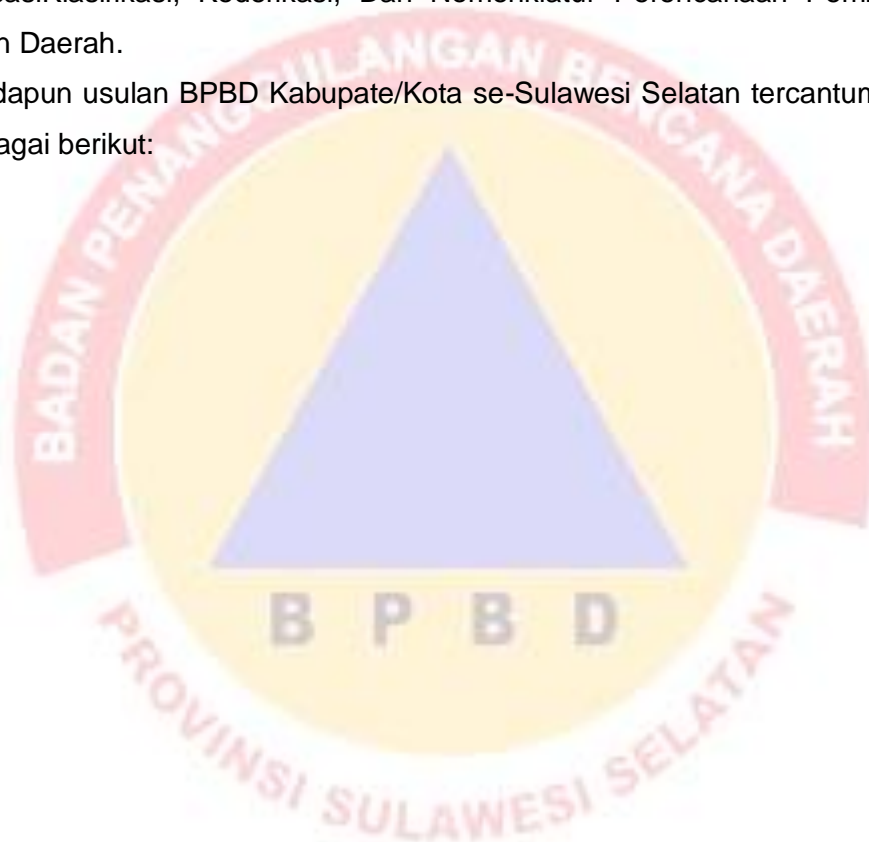 Kodefikasi, Dan Nomenklatur Perencanaan
n Daerah.
dapun usulan BPBD Kabupate/Kota se-Sulawesi Selatan tercantum
agai berikut:
BADAN PENANGGULANGAN BENCANA DAERAH
B P B D
PROVINSI SULAWESI SELATAN